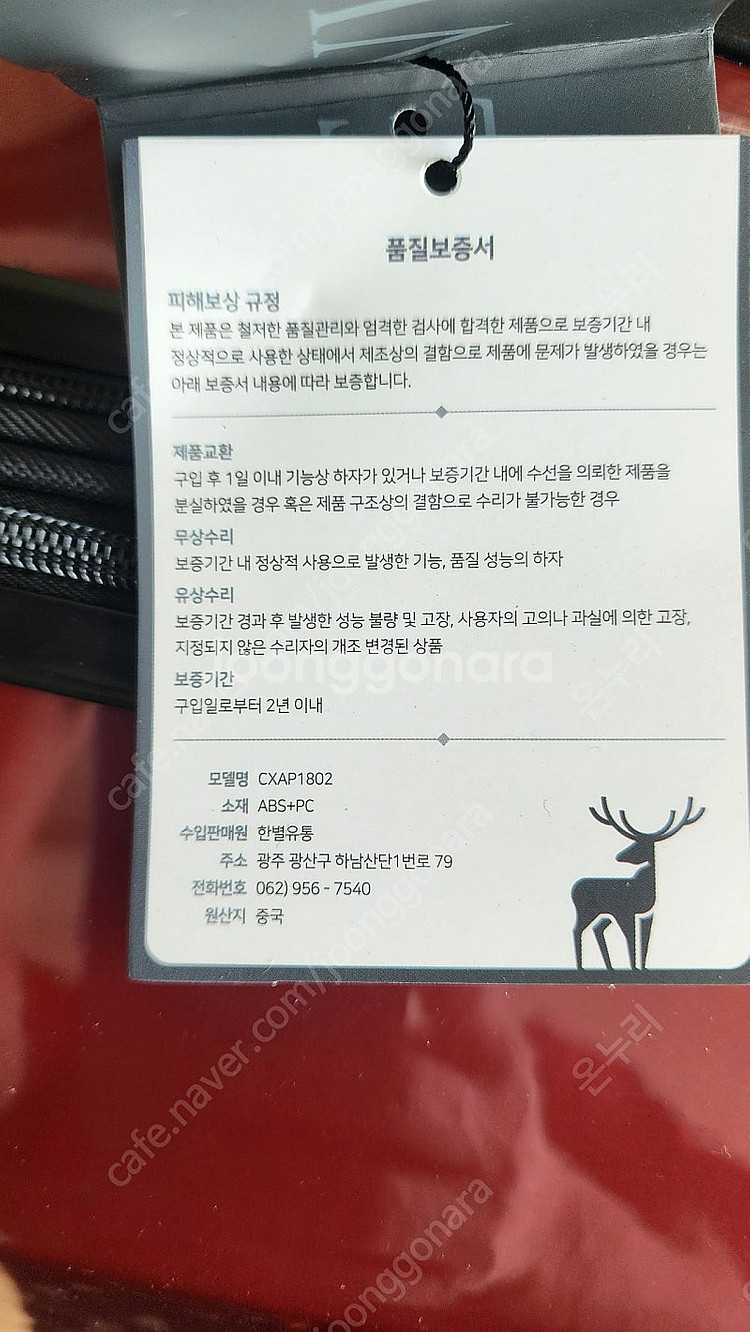 품질보증서
피해보상 규정
본 제품은 철저한 품질관리와 엄격한 검사에 합격한 제품으로 보증기간 내
정상적으로 사용한 상태에서 제조상의 결함으로 제품에 문제가 발생하였을 경우는
아래 보증서 내용에 따라 보증합니다.
제품교환
구입 후 1일 이내 기능상 하자가 있거나 보증기간 내에 수선을 의뢰한 제품을
분실하였을 경우 혹은 제품 구조상의 결함으로 수리가 불가능한 경우
무상수리
보증기간 내 정상적 사용으로 발생한 기능, 품질 성능의 하자
유상수리
보증기간 경과 후 발생한 성능 불량 및 고장, 사용자의 고의나 과실에 의한 고장,
지정되지 않은 수리자의 개조 변경된 상품
joonggonara
보증기간
구입일로부터 2년 이내
모델명 CXAP1802
소재 ABS+PC
수입판매원 한별유통
주소 광주 광산구 하남산단1번로 79
전화번호 062) 956 - 7540
원산지 중국
cafe.naver.com/joonggonara
온누리